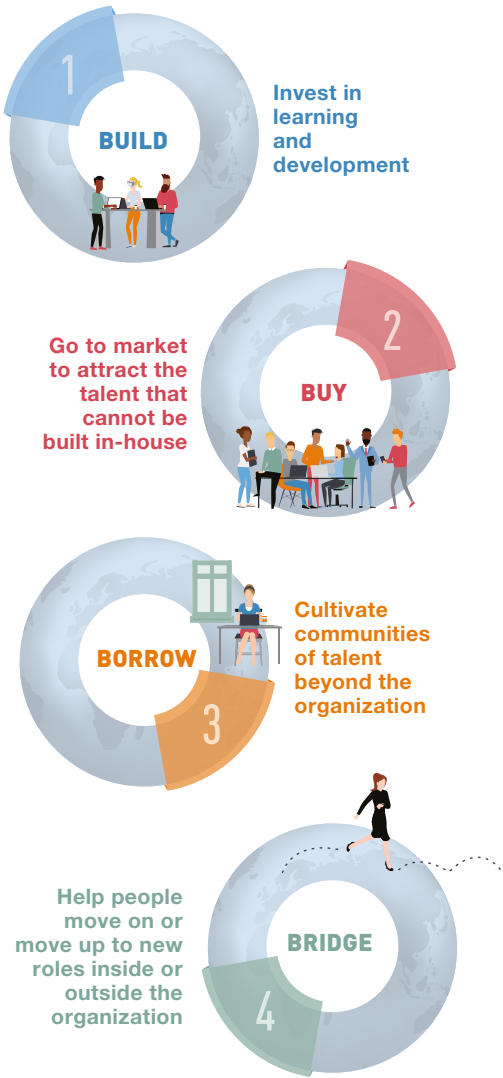 1
BUILD
Invest in
learning
and
development
2
BUY
Go to market
to attract the
talent that
cannot be
built in-house
BORROW
3
Cultivate
communities
of talent
beyond the
organization
BRIDGE
4
Help people
move on or
move up to new
roles inside or
outside the
organization